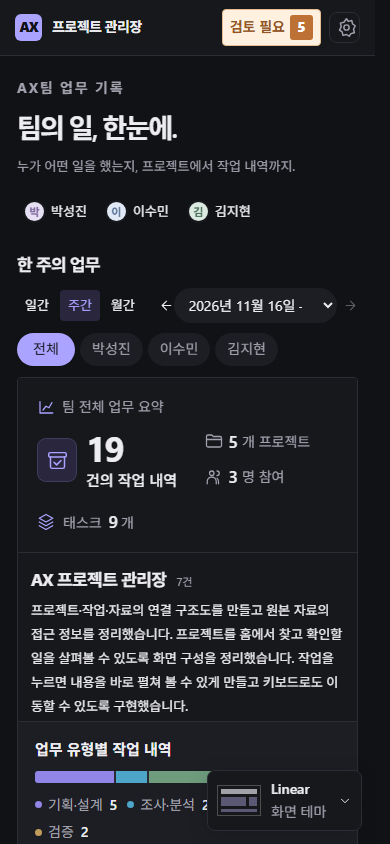 AX 프로젝트 관리장 검토 필요 5
AX팀 업무 기록
팀의 일, 한눈에.
누가 어떤 일을 했는지, 프로젝트에서 작업 내역까지.
박 박성진 이 이수민 김 김지현
한 주의 업무
일간 주간 월간 ← 2026년 11월 16일 - →
전체 박성진 이수민 김지현
팀 전체 업무 요약
19
건의 작업 내역
5 개 프로젝트
3 명 참여
태스크 9 개
AX 프로젝트 관리장 7건
프로젝트·작업·자료의 연결 구조도를 만들고 원본 자료의
접근 정보를 정리했습니다. 프로젝트를 홈에서 찾고 확인할
일을 살펴볼 수 있도록 화면 구성을 정리했습니다. 작업을
누르면 내용을 바로 펼쳐 볼 수 있게 만들고 키보드로도 이
동할 수 있도록 구현했습니다.
업무 유형별 작업 내역
기획·설계 5 조사·분석 2
검증 2
Linear
화면 테마